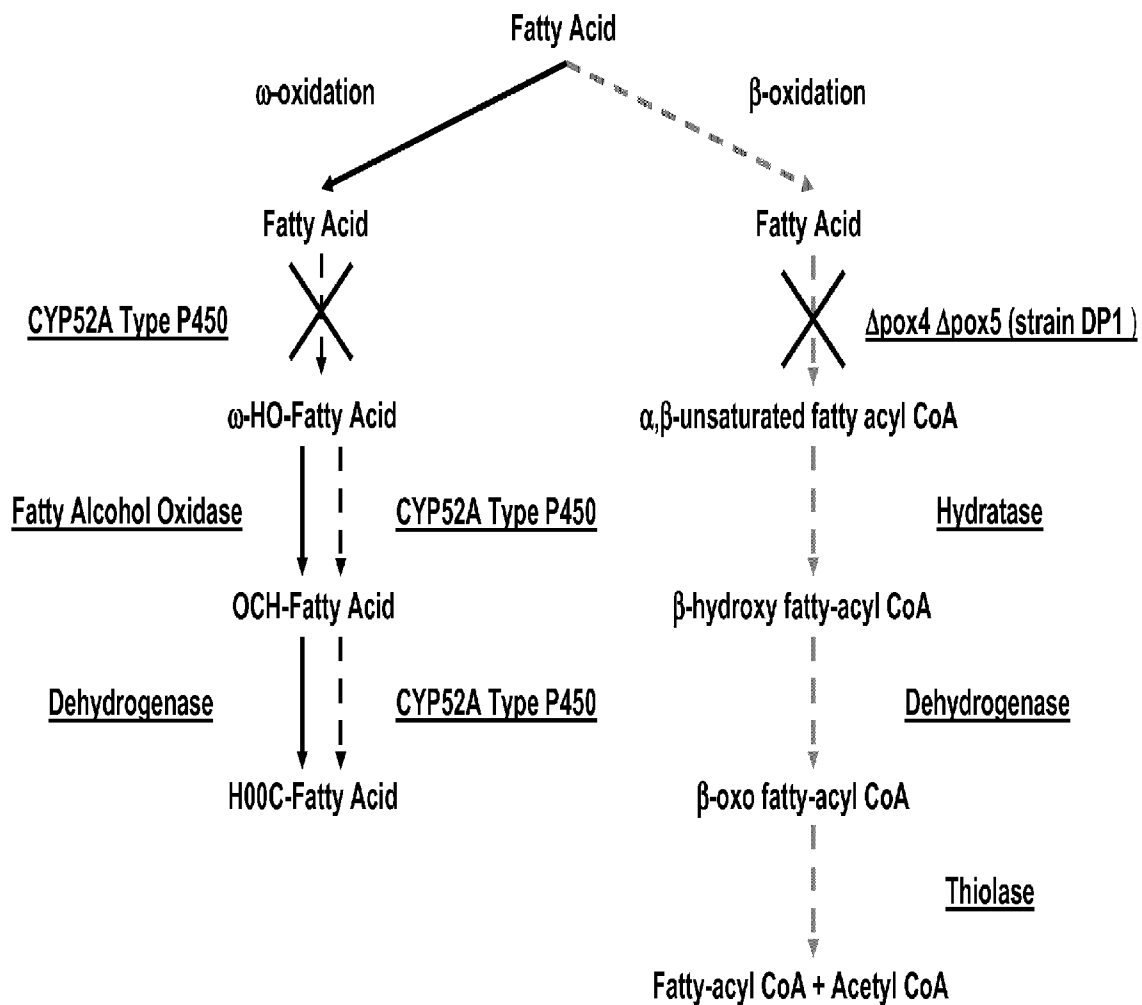 Fatty Acid
ω-oxidation
β-oxidation
Fatty Acid
Fatty Acid
CYP52A Type P450
Δpox4 Δpox5 (strain DP1 )
ω-HO-Fatty Acid
α,β-unsaturated fatty acyl CoA
Fatty Alcohol Oxidase
CYP52A Type P450
Hydratase
OCH-Fatty Acid
β-hydroxy fatty-acyl CoA
Dehydrogenase
CYP52A Type P450
Dehydrogenase
H00C-Fatty Acid
β-oxo fatty-acyl CoA
Thiolase
Fatty-acyl CoA + Acetyl CoA